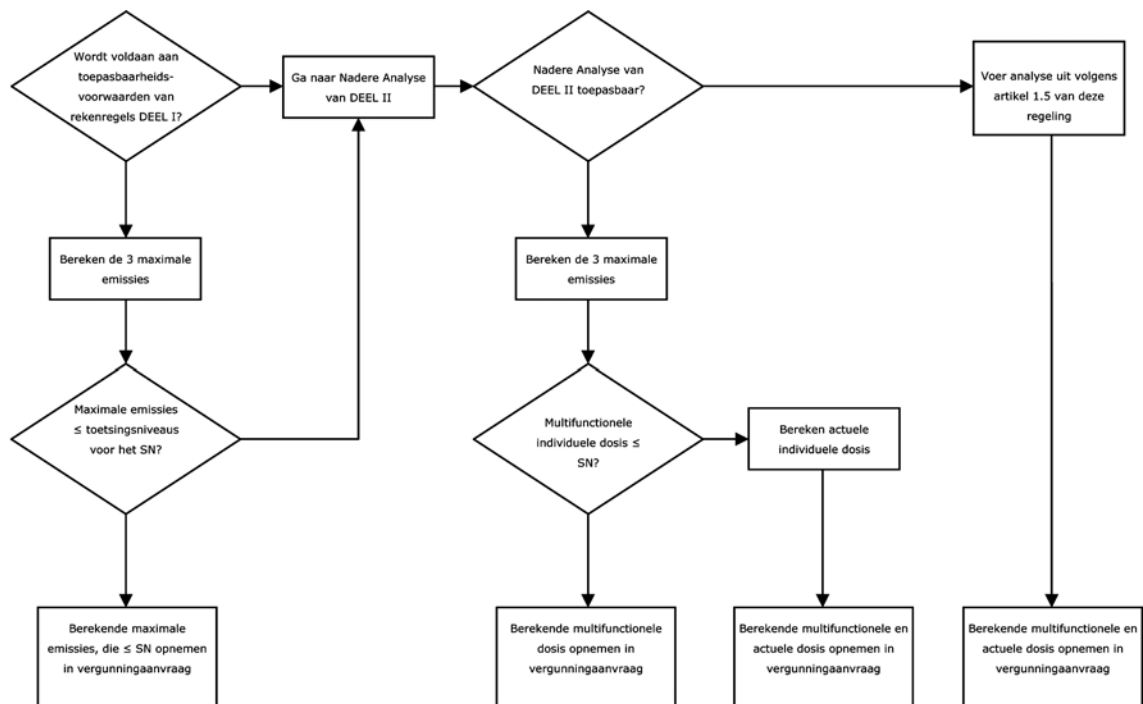 Wordt voldaan aan
toepasbaarheids-
voorwaarden van
rekenregels DEEL I?
Ga naar Nadere Analyse
van DEEL II
Nadere Analyse van
DEEL II toepasbaar?
Voer analyse uit volgens
artikel 1.5 van deze
regeling
Bereken de 3 maximale
emissies
Bereken de 3 maximale
emissies
Maximale emissies
≤ toetsingsniveaus
voor het SN?
Multifunctionele
individuele dosis ≤
SN?
Bereken actuele
individuele dosis
Berekende maximale
emissies, die ≤ SN opnemen
in vergunningaanvraag
Berekende multifunctionele
dosis opnemen in
vergunningaanvraag
Berekende multifunctionele en
actuele dosis opnemen in
vergunningaanvraag
Berekende multifunctionele en
actuele dosis opnemen in
vergunningaanvraag